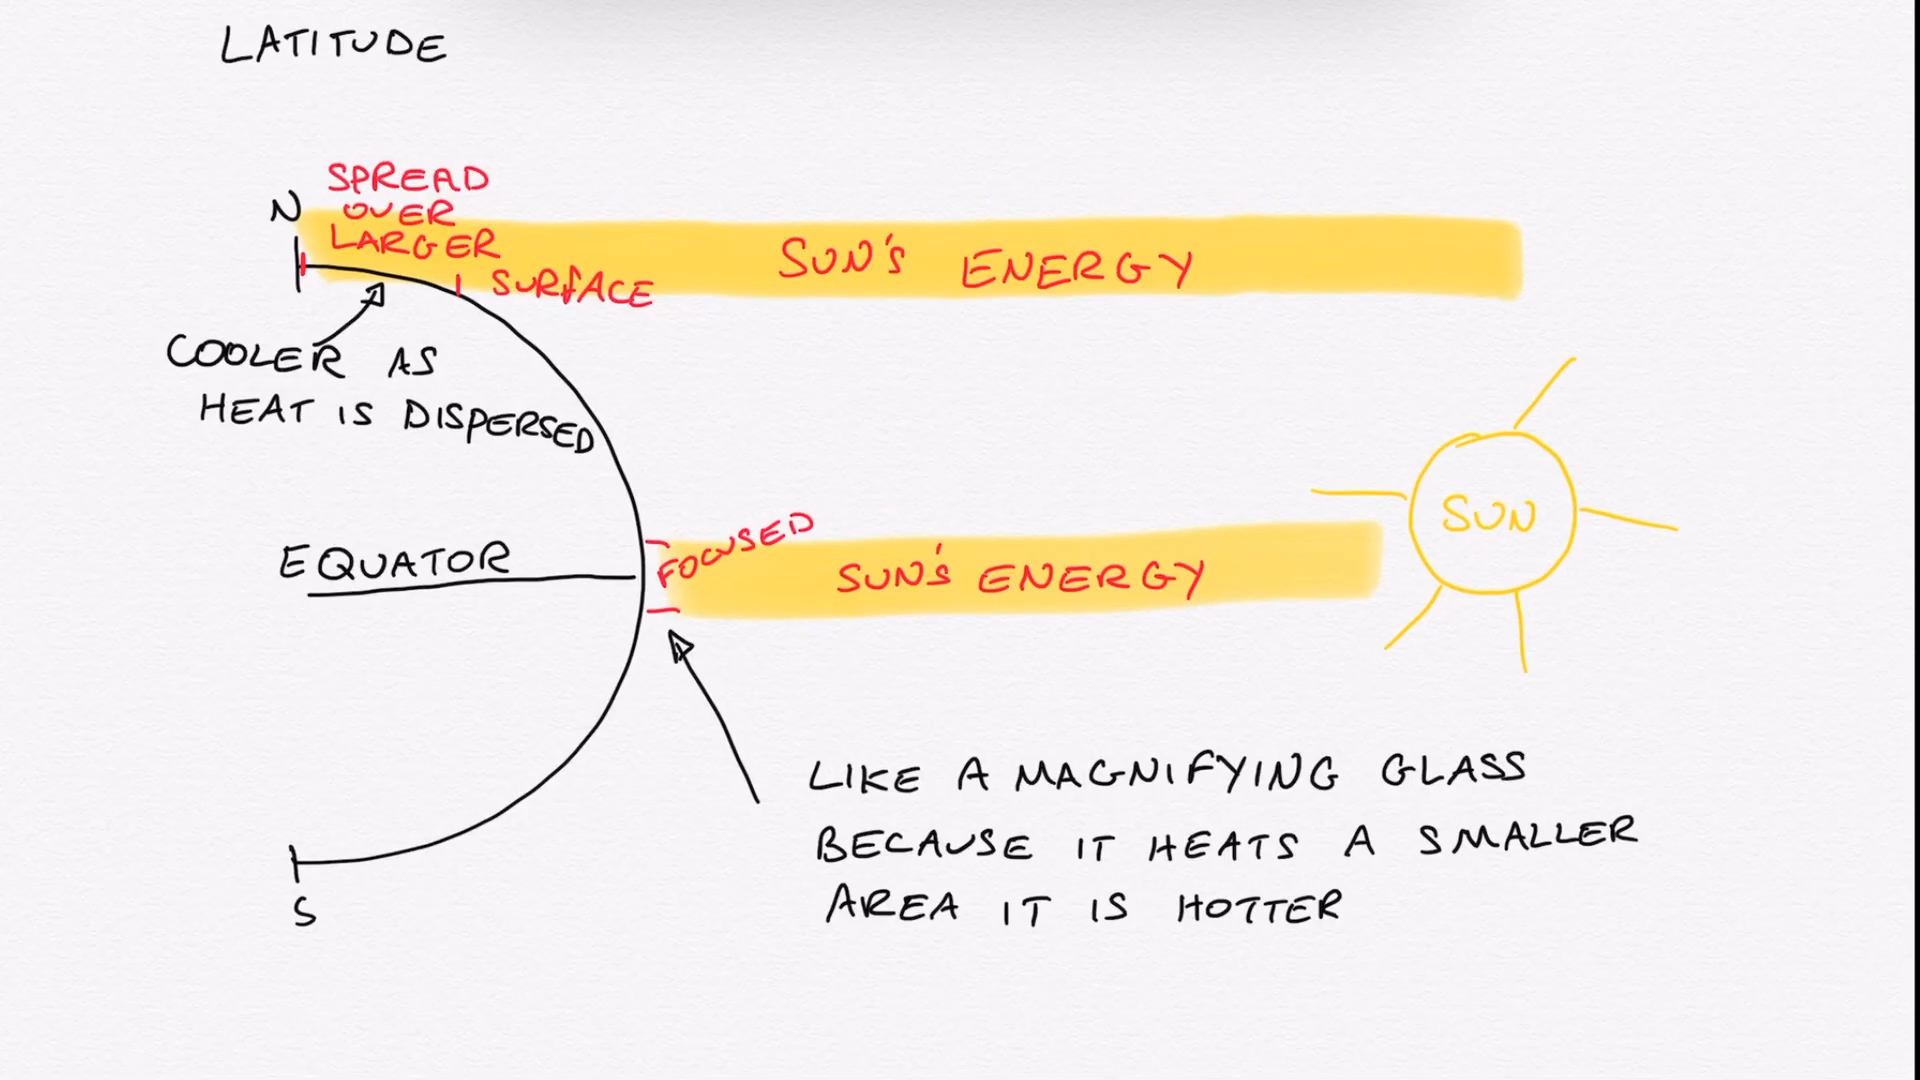 LATITUDE
N
SPREAD
OVER
LARGER
SURFACE
SUN'S ENERGY
COOLER AS
HEAT IS DISPERSED
SUN
EQUATOR
FOCUSED
SUN'S ENERGY
LIKE A MAGNIFYING GLASS
BECAUSE IT HEATS A SMALLER
AREA IT IS HOTTER
S